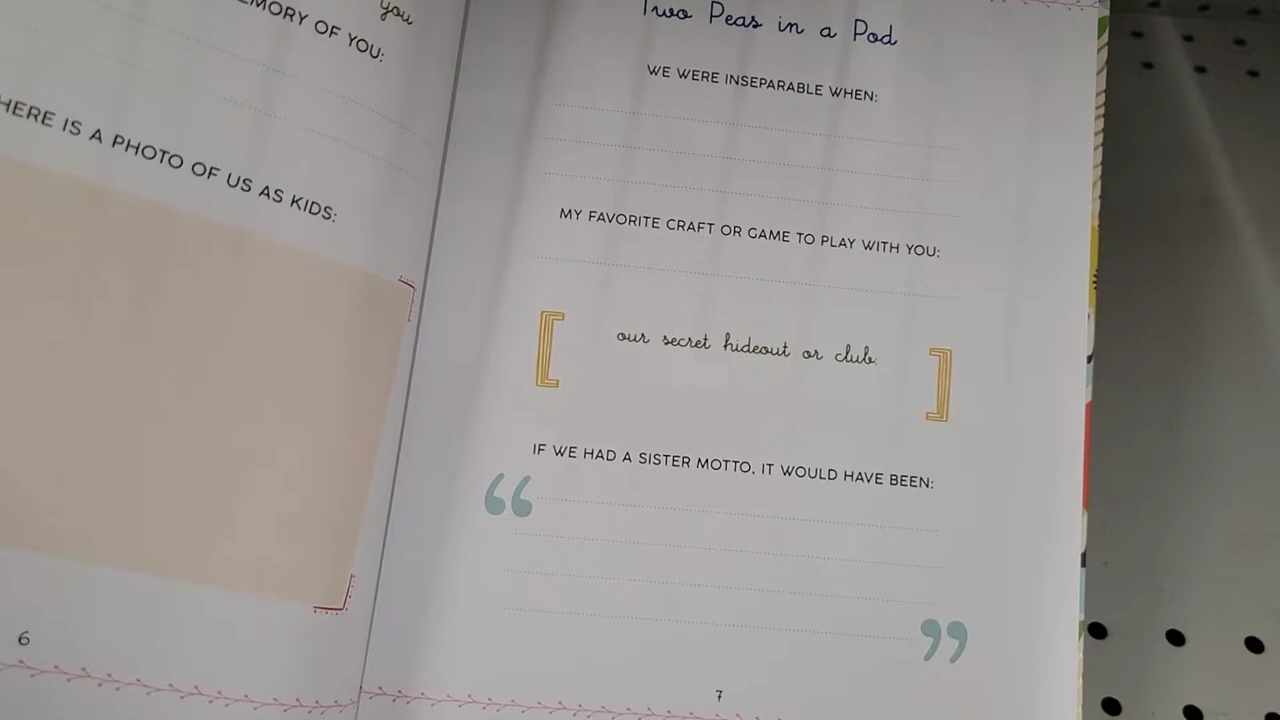 you
MEMORY OF YOU:
HERE IS A PHOTO OF US AS KIDS:
6
Two Peas in a Pod
WE WERE INSEPARABLE WHEN:
MY FAVORITE CRAFT OR GAME TO PLAY WITH YOU:
our secret hideout or club:
IF WE HAD A SISTER MOTTO, IT WOULD HAVE BEEN:
“
”
7